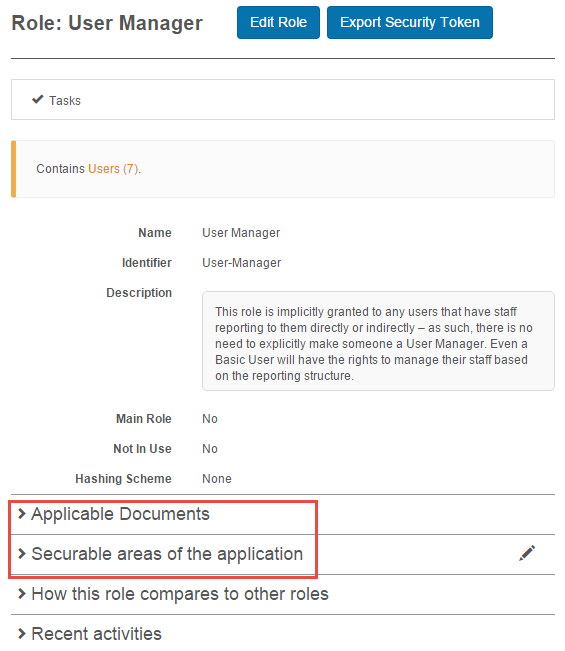 Role: User Manager
Edit Role
Export Security Token
Tasks
Contains Users (7).
Name User Manager
Identifier User-Manager
Description
This role is implicitly granted to any users that have staff
reporting to them directly or indirectly – as such, there is no
need to explicitly make someone a User Manager. Even a
Basic User will have the rights to manage their staff based
on the reporting structure.
Main Role No
Not In Use No
Hashing Scheme None
Applicable Documents
Securable areas of the application
How this role compares to other roles
Recent activities